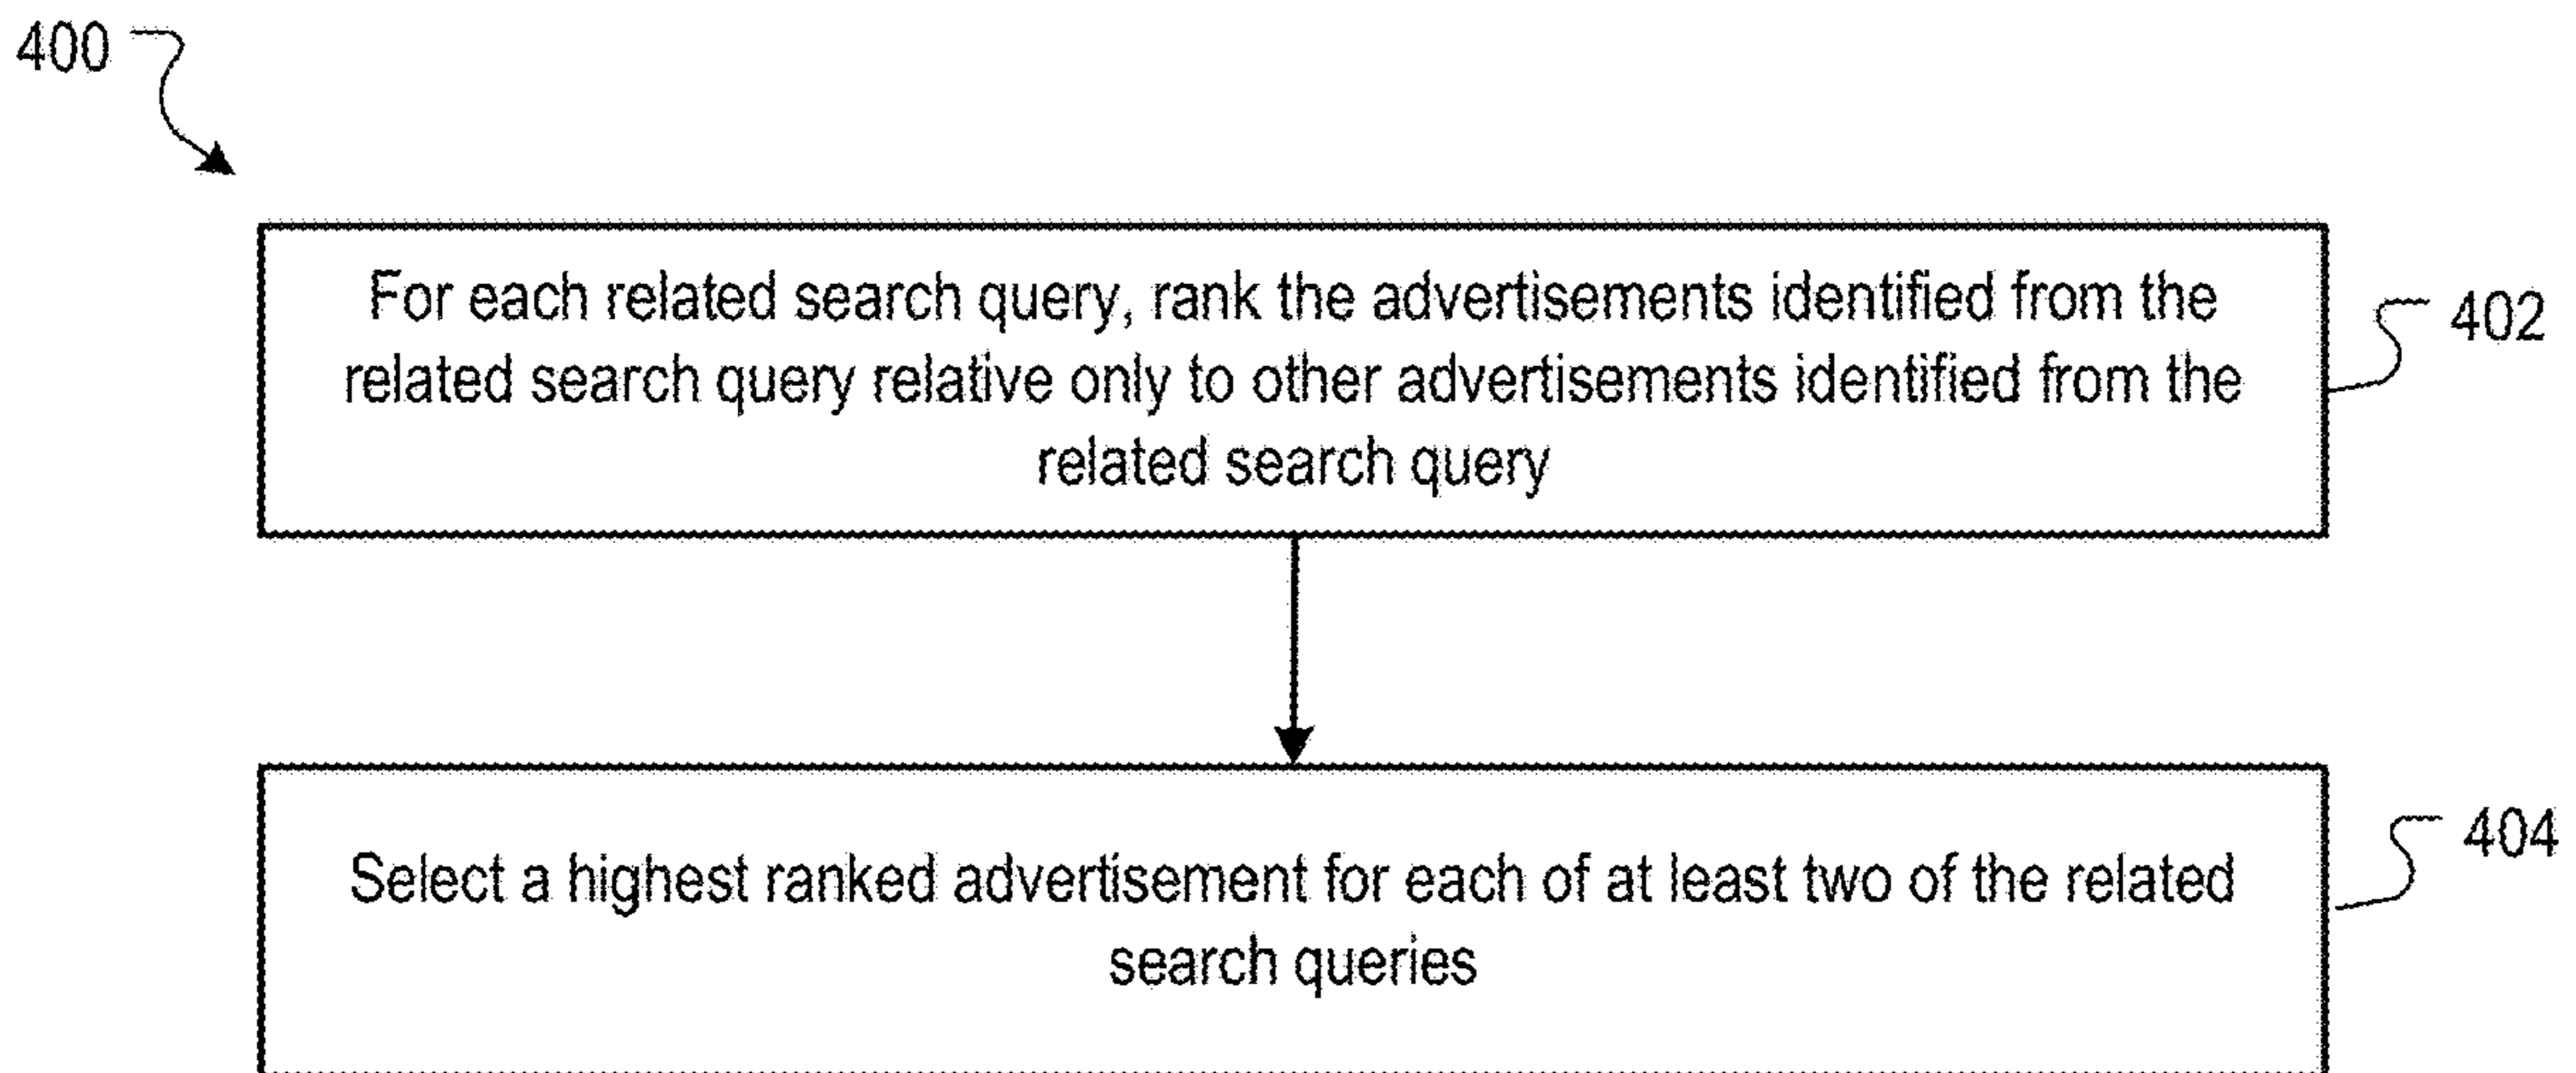 400
For each related search query, rank the advertisements identified from the
related search query relative only to other advertisements identified from the
related search query
402
Select a highest ranked advertisement for each of at least two of the related
search queries
404